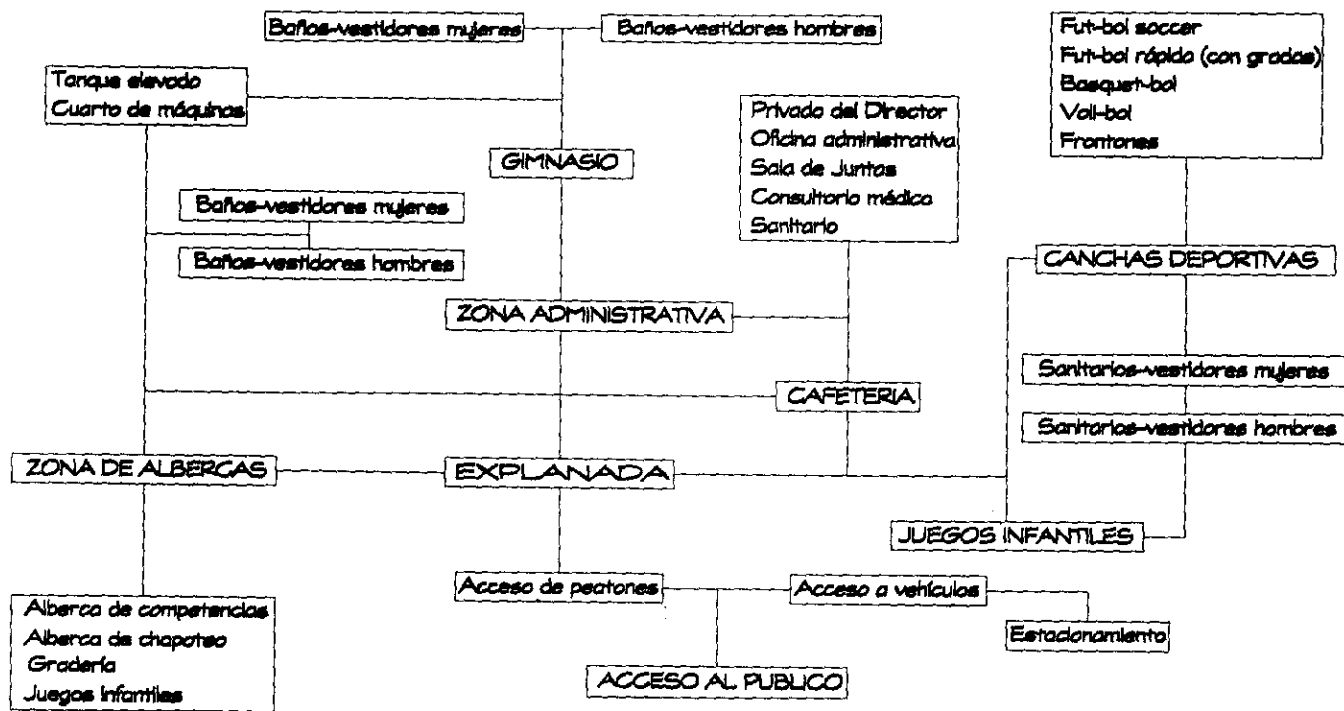 Baños-vestidores mujeres
Baños-vestidores hombres
Fut-bol soccer
Fut-bol rápido (con gradas)
Basquet-bol
Voli-bol
Frontones
Tanque elevado
Cuarto de máquinas
Privado del Director
Oficina administrativa
Sala de Juntas
Consultorio médico
Sanitario
GIMNASIO
Baños-vestidores mujeres
Baños-vestidores hombres
CANCHAS DEPORTIVAS
ZONA ADMINISTRATIVA
Sanitarios-vestidores mujeres
CAFETERIA
Sanitarios-vestidores hombres
ZONA DE ALBERCAS
EXPLANADA
JUEGOS INFANTILES
Acceso de peatones
Acceso a vehículos
Alberca de competencias
Alberca de chapoteo
Gradería
Juegos Infantiles
Estacionamiento
ACCESO AL PUBLICO